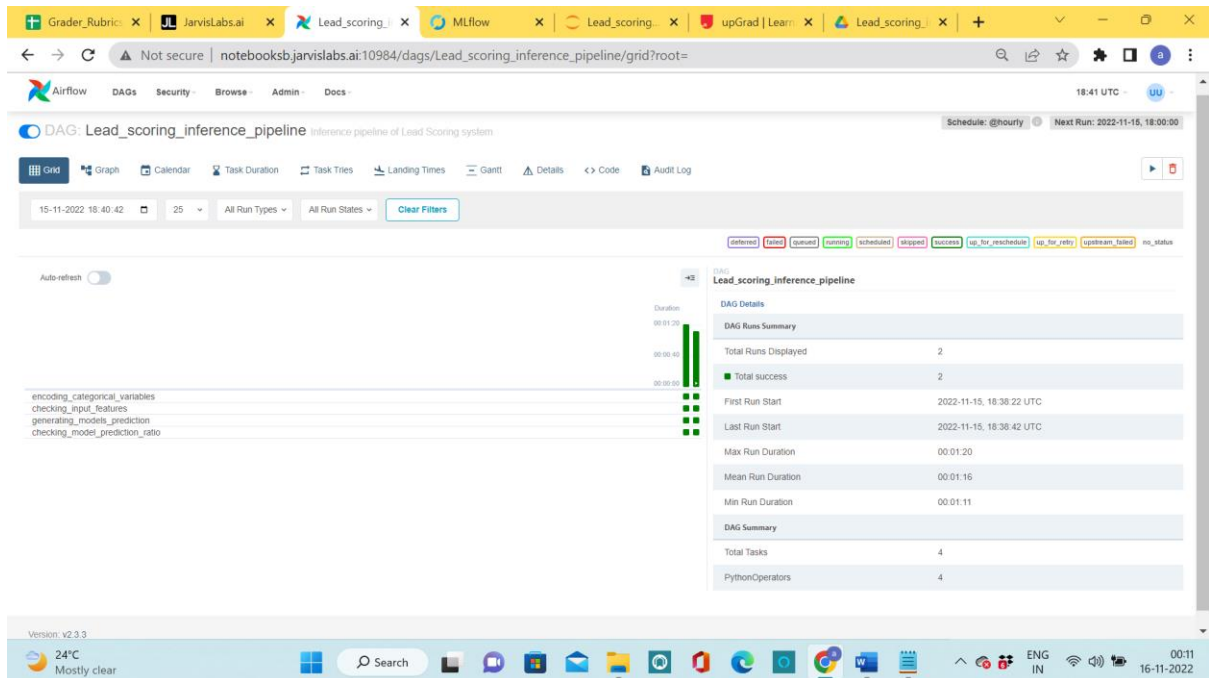 Grader_Rubrics
JarvisLabs.ai
Lead_scoring_i
MLflow
Lead_scoring_
upGrad | Learn
Lead_scoring_i
Not secure | notebooksb.jarvislabs.ai:10984/dags/Lead_scoring_inference_pipeline/grid?root=
a
Airflow DAGs Security Browse Admin Docs 18:41 UTC UU
DAG: Lead_scoring_inference_pipeline Inference pipeline of Lead Scoring system Schedule: @hourly Next Run: 2022-11-15, 18:00:00
Grid Graph Calendar Task Duration Task Tries Landing Times Gantt Details <> Code Audit Log
15-11-2022 18:40:42 25 All Run Types All Run States Clear Filters
deferred failed queued running scheduled skipped success up_for_reschedule up_for_retry upstream_failed no_status
Auto-refresh
Duration
00:01:20
00:00:40
00:00:00
encoding_categorical_variables
checking_input_features
generating_models_prediction
checking_model_prediction_ratio
DAG
Lead_scoring_inference_pipeline
DAG Details
DAG Runs Summary
Total Runs Displayed 2
Total success 2
First Run Start 2022-11-15, 18:38:22 UTC
Last Run Start 2022-11-15, 18:38:42 UTC
Max Run Duration 00:01:20
Mean Run Duration 00:01:16
Min Run Duration 00:01:11
DAG Summary
Total Tasks 4
PythonOperators 4
Version: v2.3.3
24°C
Mostly clear
Search
ENG
IN
00:11
16-11-2022